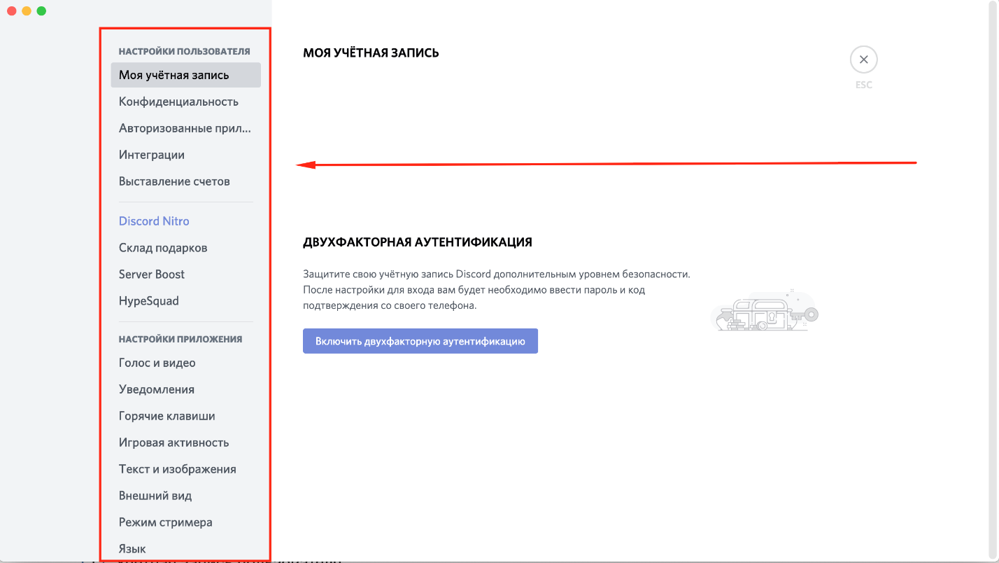 НАСТРОЙКИ ПОЛЬЗОВАТЕЛЯ
Моя учётная запись
Конфиденциальность
Авторизованные прил...
Интеграции
Выставление счетов
Discord Nitro
Склад подарков
Server Boost
HypeSquad
НАСТРОЙКИ ПРИЛОЖЕНИЯ
Голос и видео
Уведомления
Горячие клавиши
Игровая активность
Текст и изображения
Внешний вид
Режим стримера
Язык
МОЯ УЧЁТНАЯ ЗАПИСЬ
ESC
ДВУХФАКТОРНАЯ АУТЕНТИФИКАЦИЯ
Защитите свою учётную запись Discord дополнительным уровнем безопасности.
После настройки для входа вам будет необходимо ввести пароль и код
подтверждения со своего телефона.
Включить двухфакторную аутентификацию